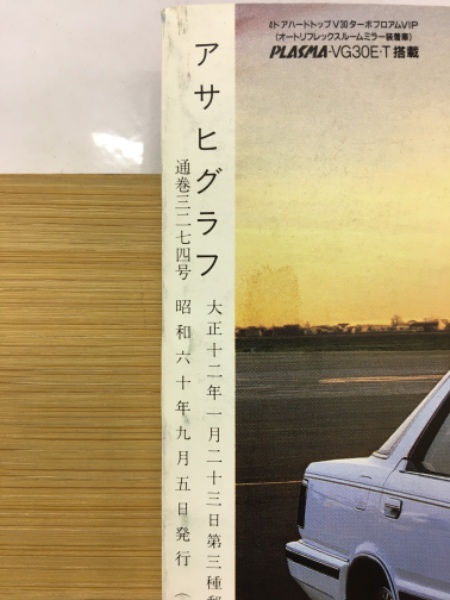 4ドアハードトップV30ターボブロアムVIP
(オートリフレックスルームミラー装着車)
PLASMA-VG30E·T 搭載
アサヒグラフ
大正十二年一月二十三日第三種郵
通巻三二七四号 昭和六十年九月五日発行